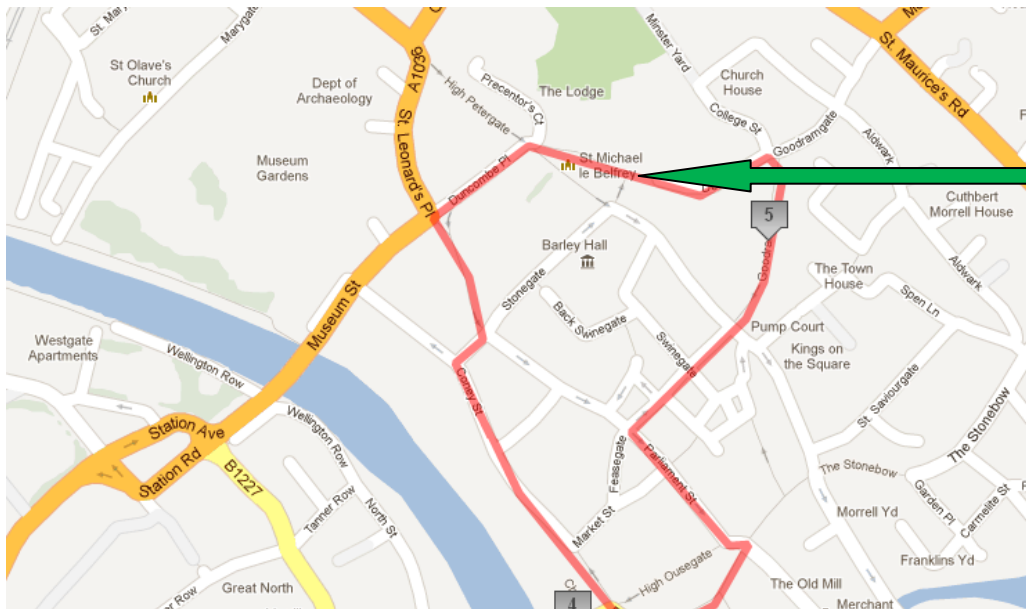 St. Mary
Marygate
St Olave's
Church
Dept of
Archaeology
A1036
St. Leonard's Pl
High Petergate
Precentor's Ct
The Lodge
Minster Yard
Church
House
College St
Goodramgate
St. Maurice's Rd
Aldwark
Museum
Gardens
Duncombe Pl
St Michael
le Belfrey
5
Cuthbert
Morrell House
Barley Hall
Stonegate
Back Swinegate
Swinegate
The Town
House
Aldwark
Spen Ln
Pump Court
Kings on
the Square
Museum St
Westgate
Apartments
Wellington Row
Wellington Row
Coney St
Station Ave
Station Rd
B1227
Tanner Row
North St
Feasegate
Market St
Parliament St
St. Saviourgate
The Stonebow
The Stonebow
Garden Pl
Carmelite St
Morrell Yd
Franklins Yd
High Ousegate
The Old Mill
Merchant
Great North
4